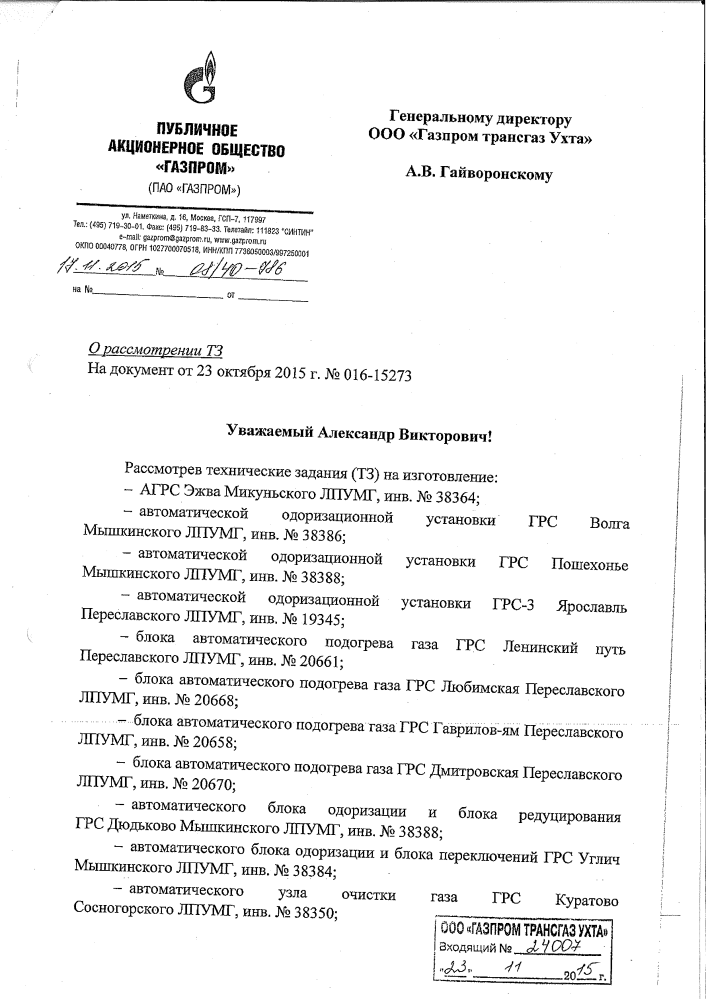 ПУБЛИЧНОЕ
АКЦИОНЕРНОЕ ОБЩЕСТВО
«ГАЗПРОМ»
(ПАО «ГАЗПРОМ»)
ул. Наметкина, д. 16, Москва, ГСП-7, 117997
Тел.: (495) 719-30-01. Факс: (495) 719-83-33. Телетайп: 111823 "СИНТИН"
e-mail: gazprom@gazprom.ru, www.gazprom.ru
ОКПО 00040778, ОГРН 1027700070518, ИНН/КПП 7736050003/997250001
17.11.2015 № 08/40-786
на № от
Генеральному директору
ООО «Газпром трансгаз Ухта»
А.В. Гайворонскому
О рассмотрении ТЗ
На документ от 23 октября 2015 г. № 016-15273
Уважаемый Александр Викторович!
Рассмотрев технические задания (ТЗ) на изготовление:
– АГРС Эжва Микуньского ЛПУМГ, инв. № 38364;
– автоматической одоризационной установки ГРС Волга
Мышкинского ЛПУМГ, инв. № 38386;
– автоматической одоризационной установки ГРС Пошехонье
Мышкинского ЛПУМГ, инв. № 38388;
– автоматической одоризационной установки ГРС-3 Ярославль
Переславского ЛПУМГ, инв. № 19345;
– блока автоматического подогрева газа ГРС Ленинский путь
Переславского ЛПУМГ, инв. № 20661;
– блока автоматического подогрева газа ГРС Любимская Переславского
ЛПУМГ, инв. № 20668;
– блока автоматического подогрева газа ГРС Гаврилов-ям Переславского
ЛПУМГ, инв. № 20658;
– блока автоматического подогрева газа ГРС Дмитровская Переславского
ЛПУМГ, инв. № 20670;
– автоматического блока одоризации и блока редуцирования
ГРС Дюдьково Мышкинского ЛПУМГ, инв. № 38388;
– автоматического блока одоризации и блока переключений ГРС Углич
Мышкинского ЛПУМГ, инв. № 38384;
– автоматического узла очистки газа ГРС Куратово
Сосногорского ЛПУМГ, инв. № 38350;
ООО «ГАЗПРОМ ТРАНСГАЗ УХТА»
Входящий № 24007
"23" 11 2015 г.